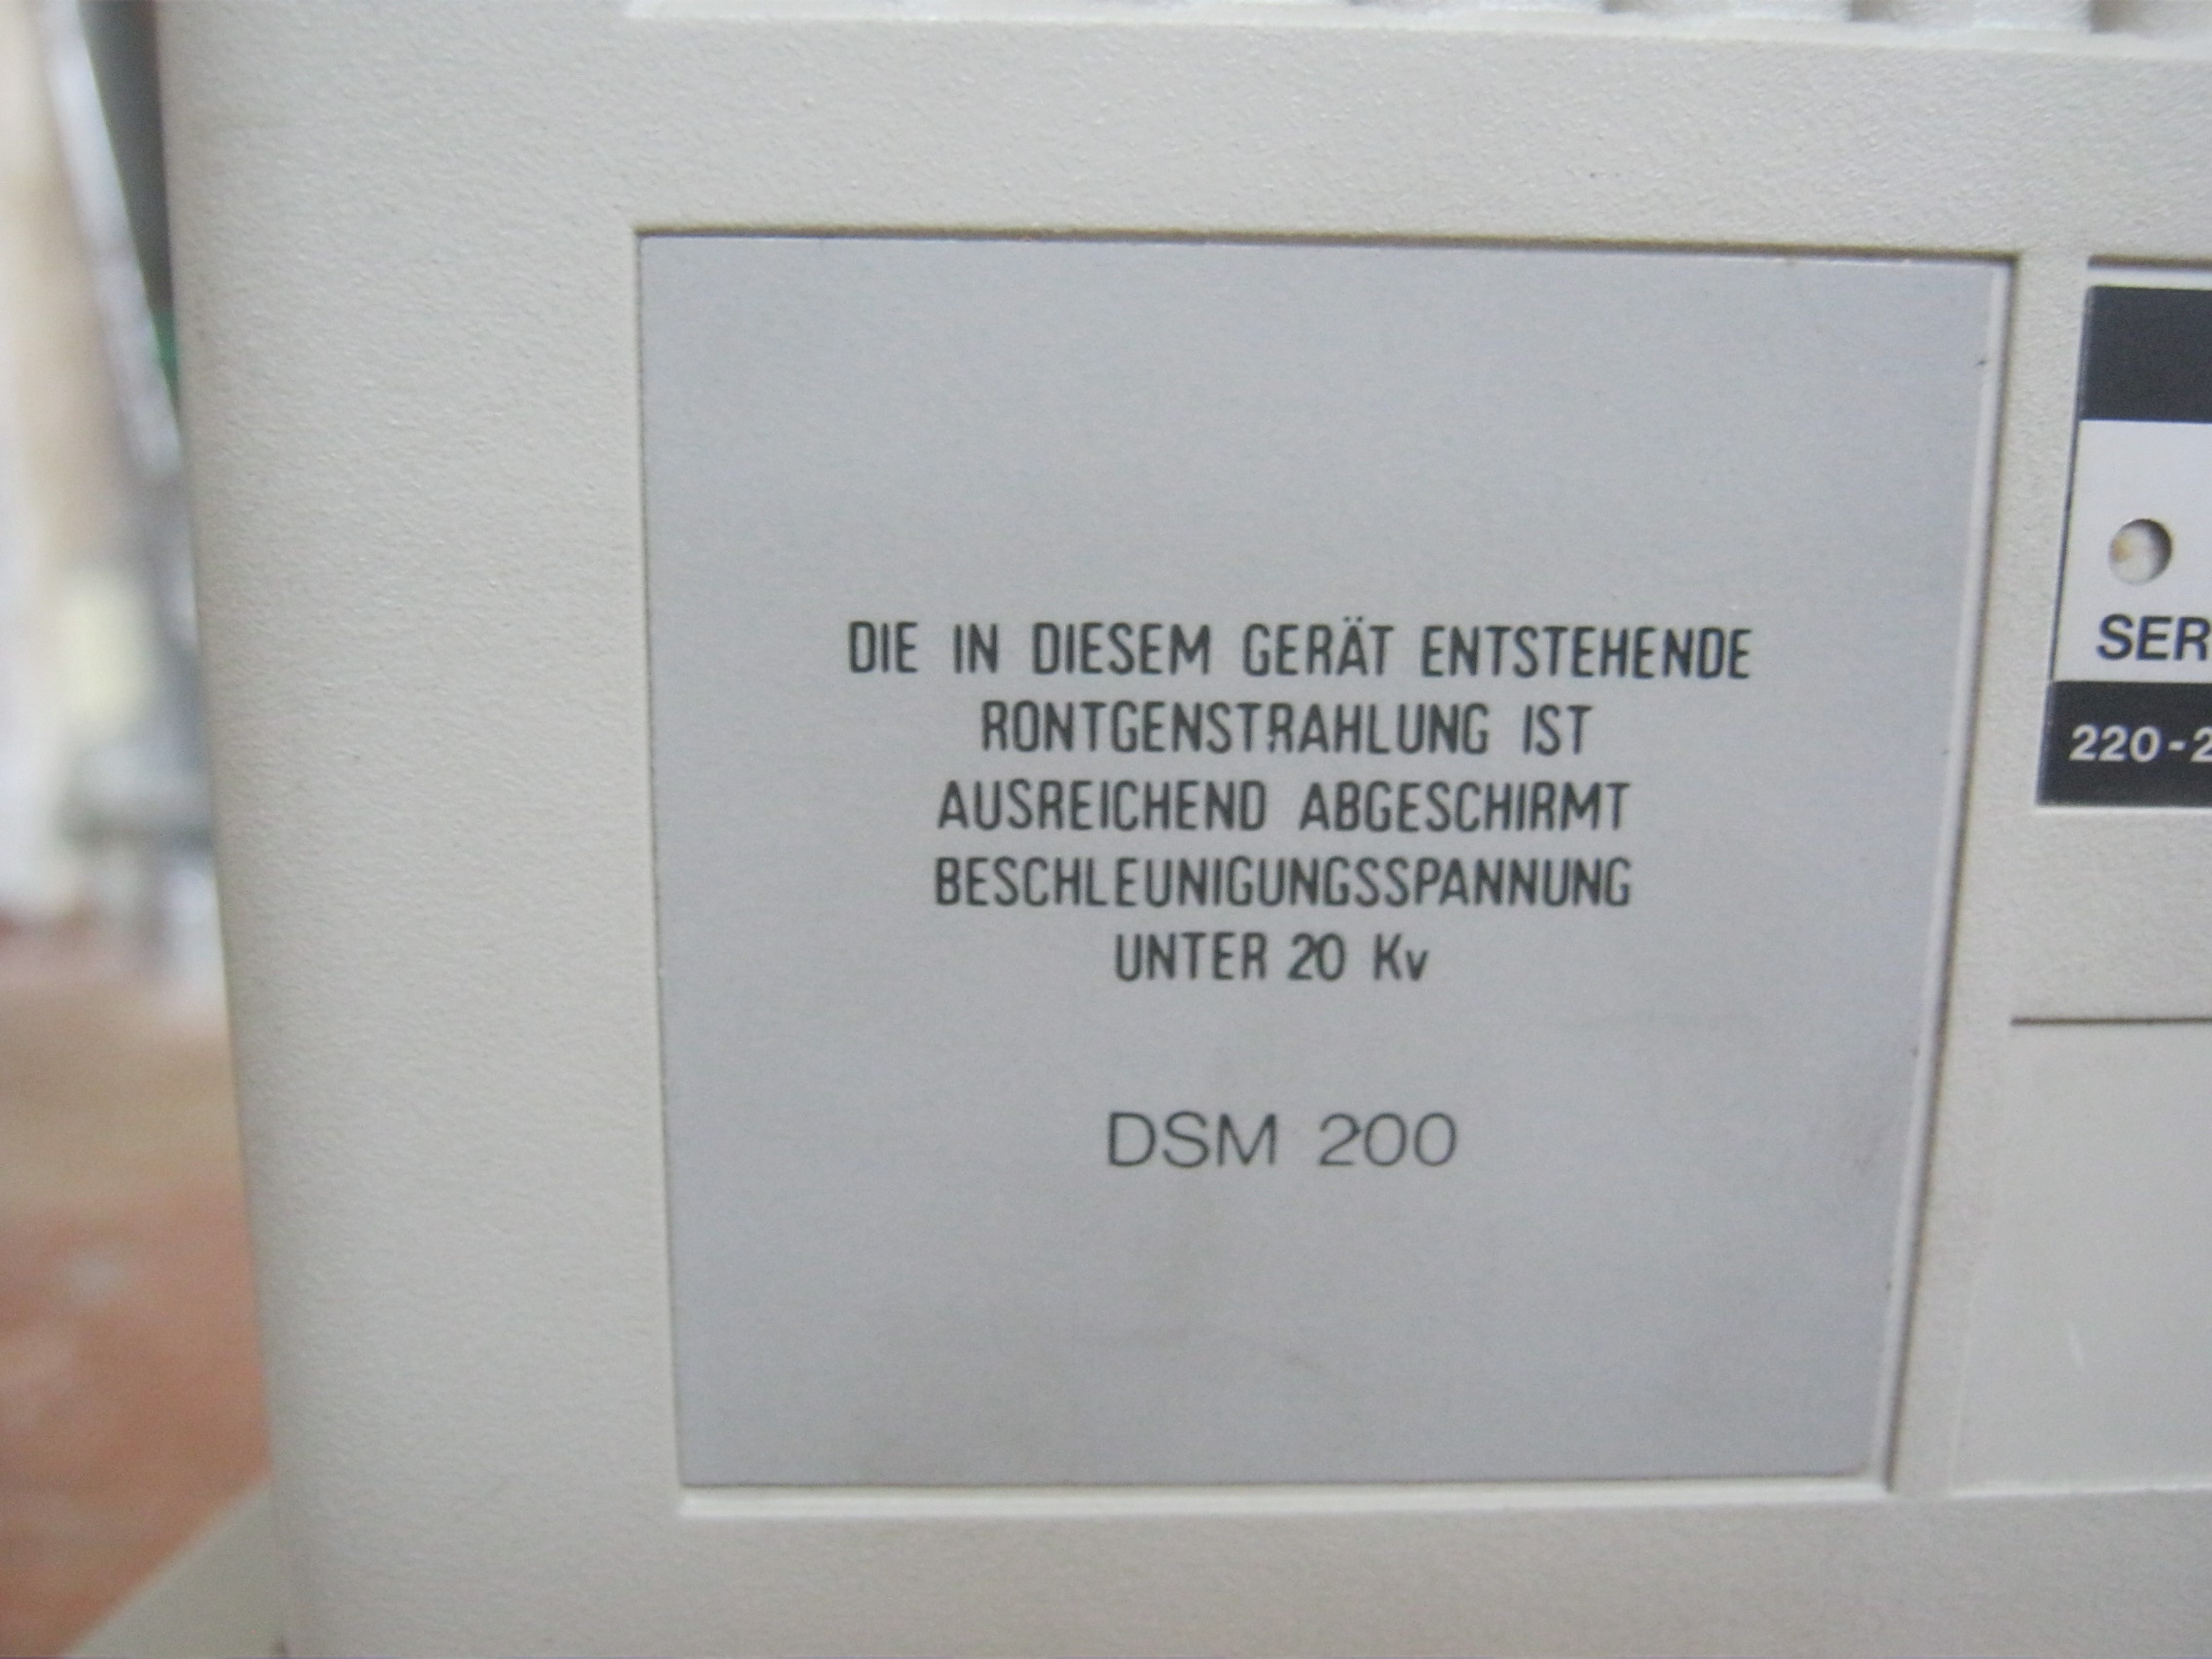 DIE IN DIESEM GERÄT ENTSTEHENDE
RONTGENSTRAHLUNG IST
AUSREICHEND ABGESCHIRMT
BESCHLEUNIGUNGSSPANNUNG
UNTER 20 Kv
DSM 200
SER
220-2